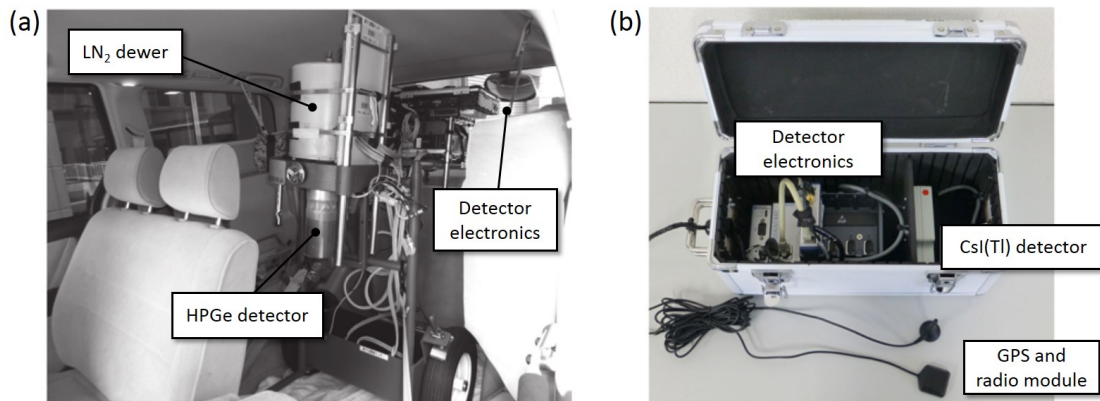 (a)
LN₂ dewer
Detector
electronics
HPGe detector
(b)
Detector
electronics
CsI(Tl) detector
GPS and
radio module